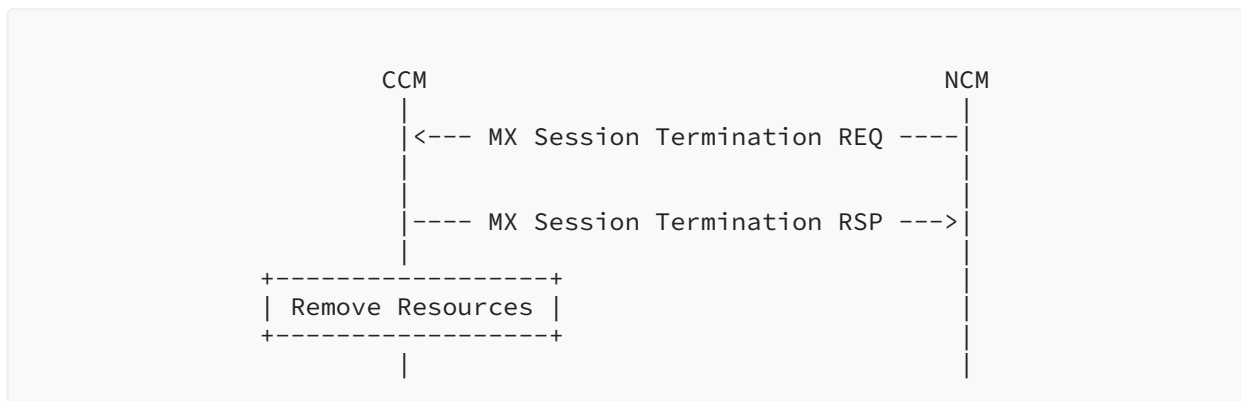 CCM NCM
<--- MX Session Termination REQ ----
---- MX Session Termination RSP --->
+------------------+
| Remove Resources |
+------------------+